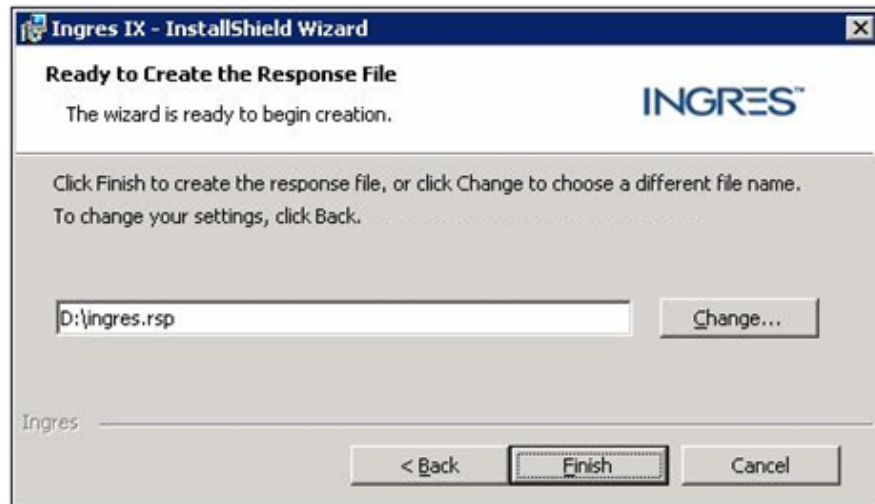 Ingres IX - InstallShield Wizard
Ready to Create the Response File
The wizard is ready to begin creation.
INGRES™
Click Finish to create the response file, or click Change to choose a different file name.
To change your settings, click Back.
D:\ingres.rsp
Change...
Ingres
< Back
Finish
Cancel